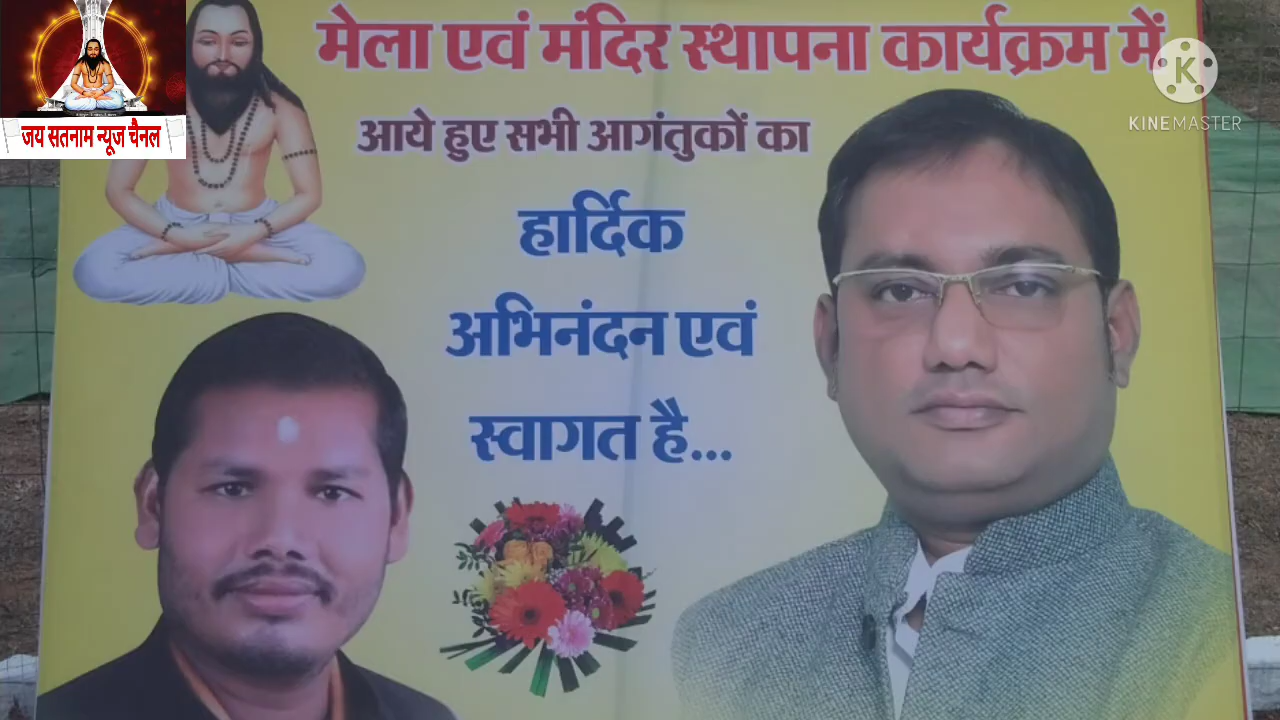 मेला एवं मंदिर स्थापना कार्यक्रम में
आये हुए सभी आगंतुकों का
हार्दिक
अभिनंदन एवं
स्वागत है...
जय सतनाम न्यूज चैनल
K
KINEMASTER